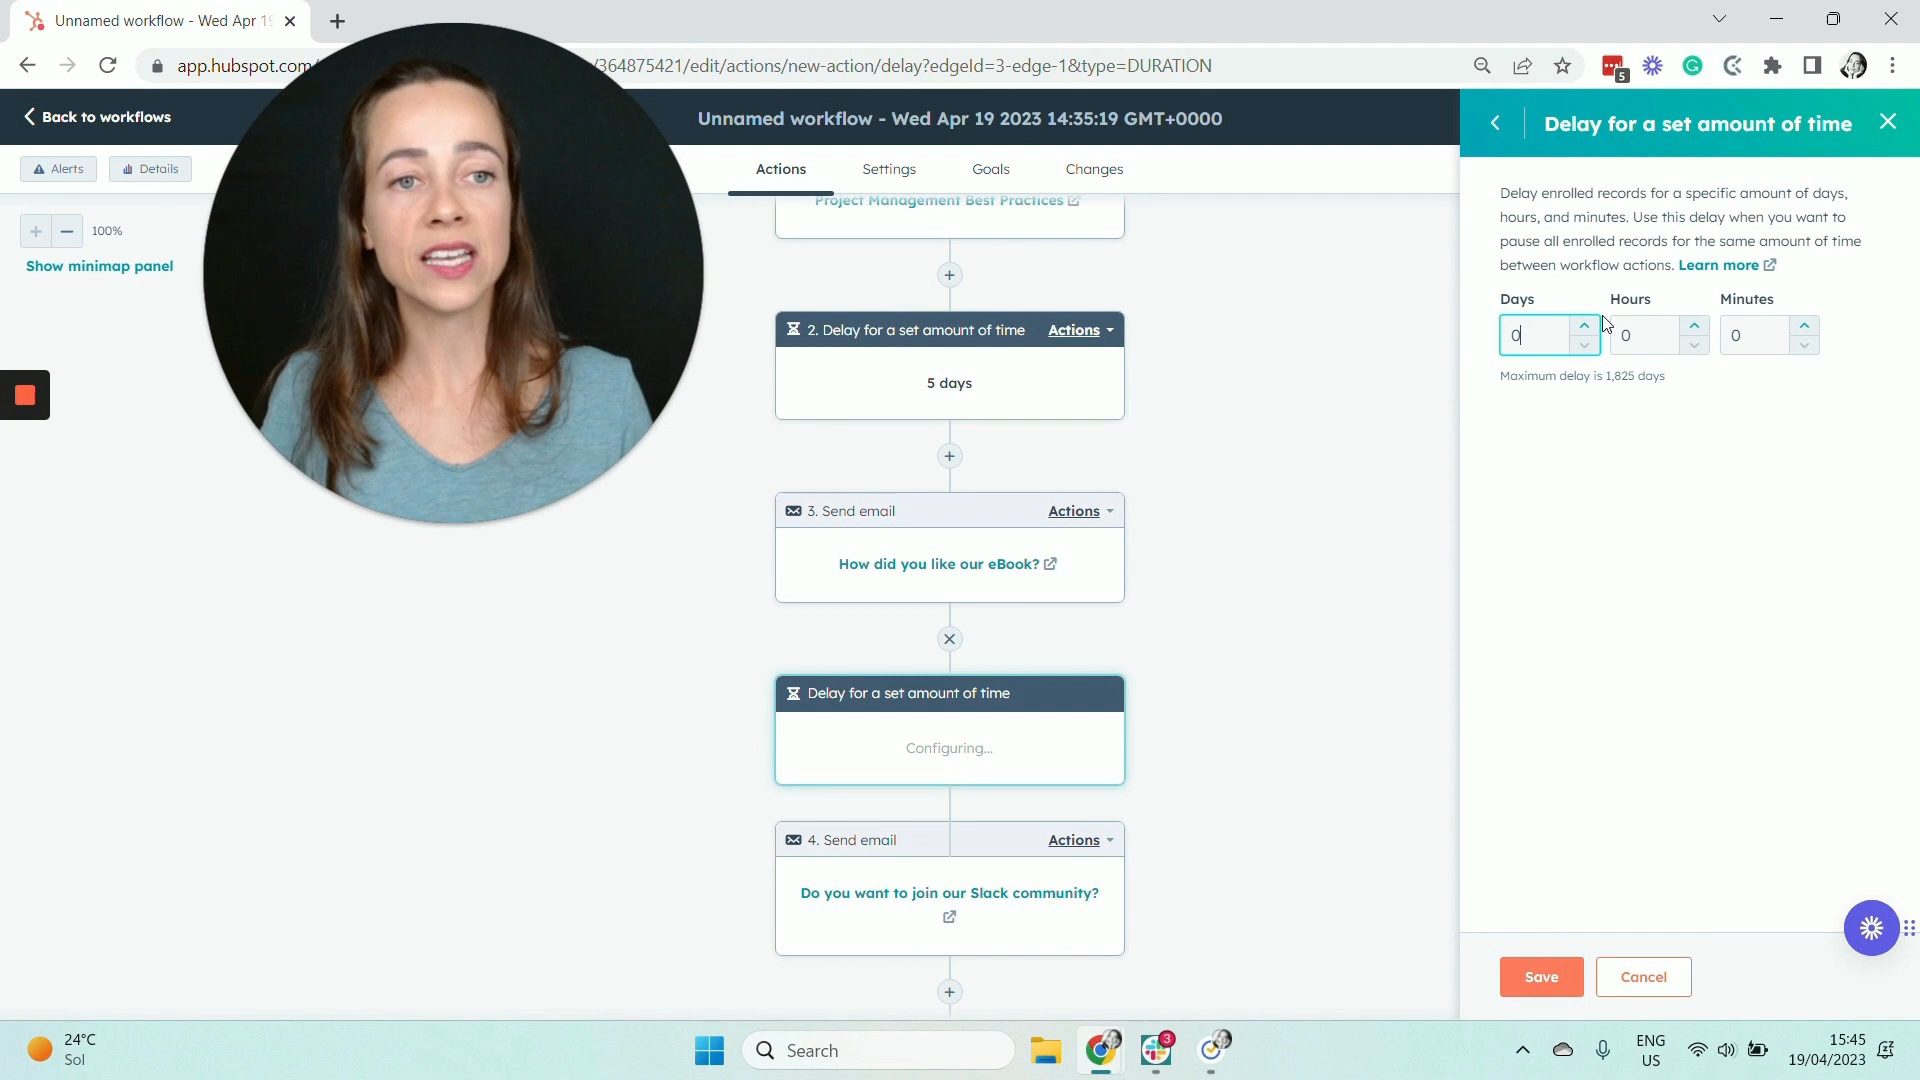 Unnamed workflow - Wed Apr 19
app.hubspot.com/
/364875421/edit/actions/new-action/delay?edgeId=3-edge-1&type=DURATION
5
Back to workflows
Unnamed workflow - Wed Apr 19 2023 14:35:19 GMT+0000
Alerts
Details
Actions
Settings
Goals
Changes
100%
Show minimap panel
Project Management Best Practices
2. Delay for a set amount of time
Actions
5 days
3. Send email
Actions
How did you like our eBook?
Delay for a set amount of time
Configuring...
4. Send email
Actions
Do you want to join our Slack community?
Delay for a set amount of time
Delay enrolled records for a specific amount of days,
hours, and minutes. Use this delay when you want to
pause all enrolled records for the same amount of time
between workflow actions. Learn more
Days
Hours
Minutes
0
0
0
Maximum delay is 1,825 days
Save
Cancel
24°C
Sol
Search
3
ENG
US
15:45
19/04/2023